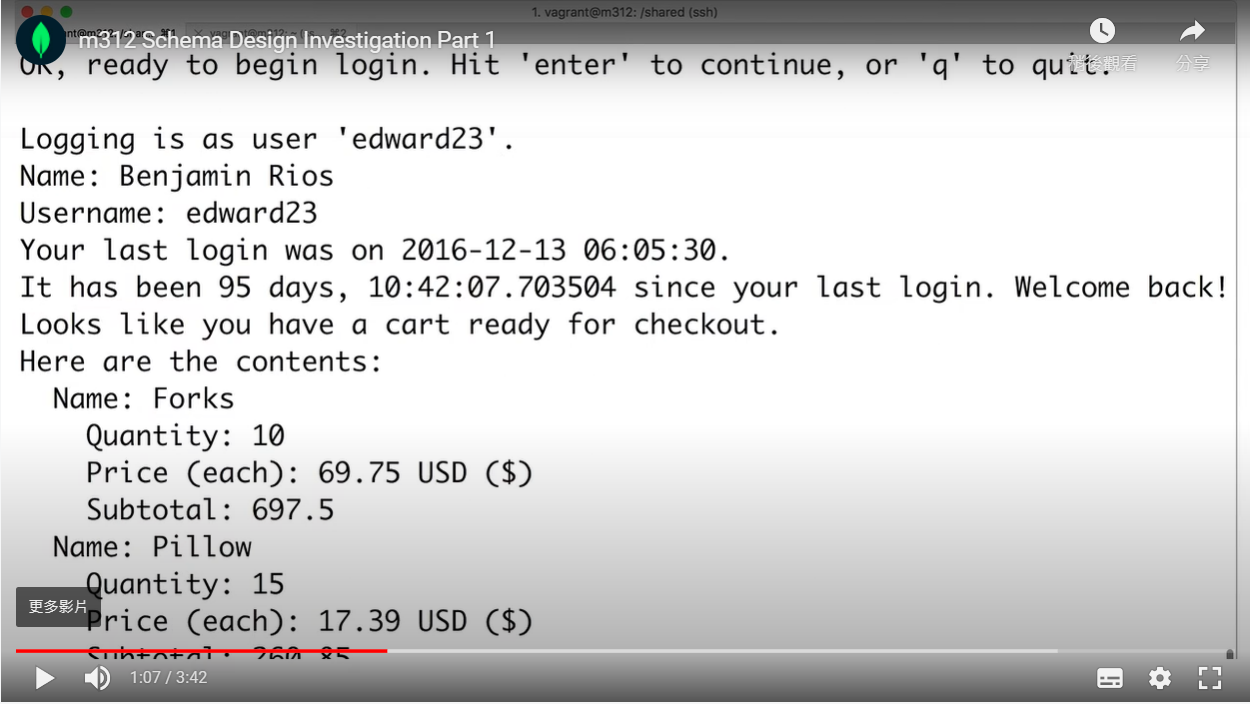 1. vagrant@m312: /shared (ssh)
m312 Schema Design Investigation Part 1
稍後觀看
分享
OK, ready to begin login. Hit 'enter' to continue, or 'q' to quit.
Logging is as user 'edward23'.
Name: Benjamin Rios
Username: edward23
Your last login was on 2016-12-13 06:05:30.
It has been 95 days, 10:42:07.703504 since your last login. Welcome back!
Looks like you have a cart ready for checkout.
Here are the contents:
Name: Forks
Quantity: 10
Price (each): 69.75 USD ($)
Subtotal: 697.5
Name: Pillow
Quantity: 15
更多影片
Price (each): 17.39 USD ($)
Subtotal: 260.85
1:07 / 3:42